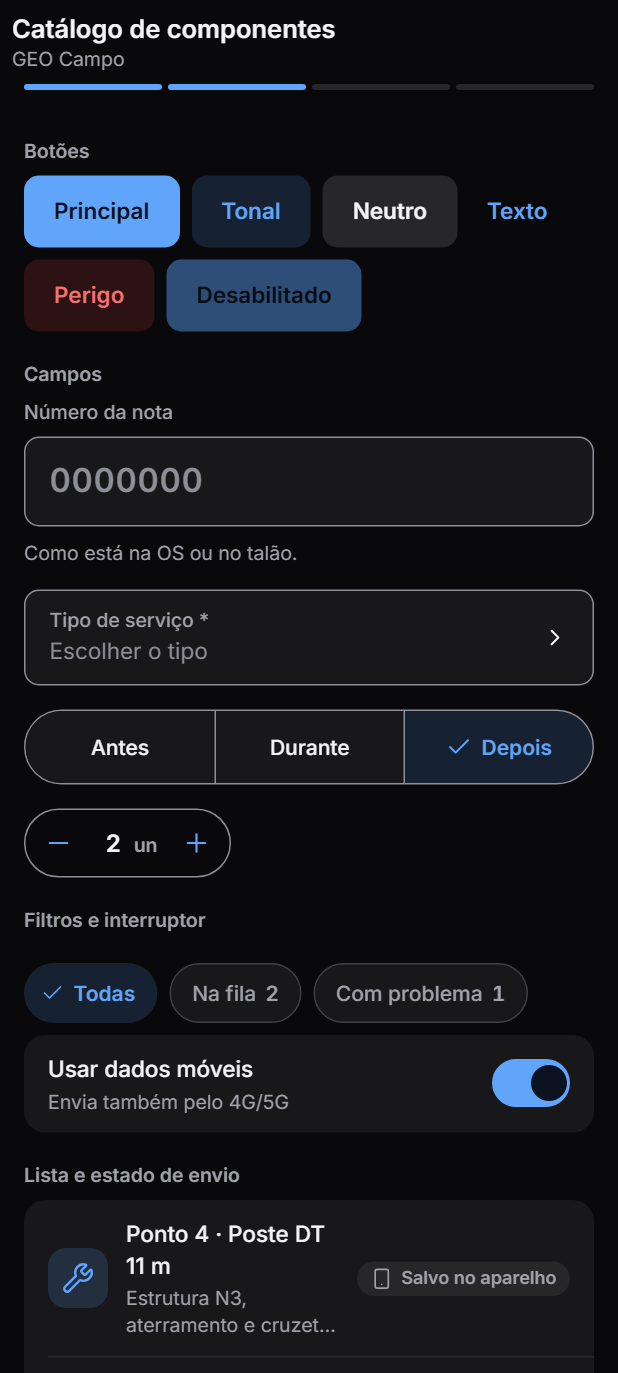 Catálogo de componentes
GEO Campo
Botões
Principal
Tonal
Neutro
Texto
Perigo
Desabilitado
Campos
Número da nota
0000000
Como está na OS ou no talão.
Tipo de serviço *
Escolher o tipo
Antes
Durante
Depois
2 un
Filtros e interruptor
Todas
Na fila 2
Com problema 1
Usar dados móveis
Envia também pelo 4G/5G
Lista e estado de envio
Ponto 4 · Poste DT
11 m
Salvo no aparelho
Estrutura N3,
aterramento e cruzet...